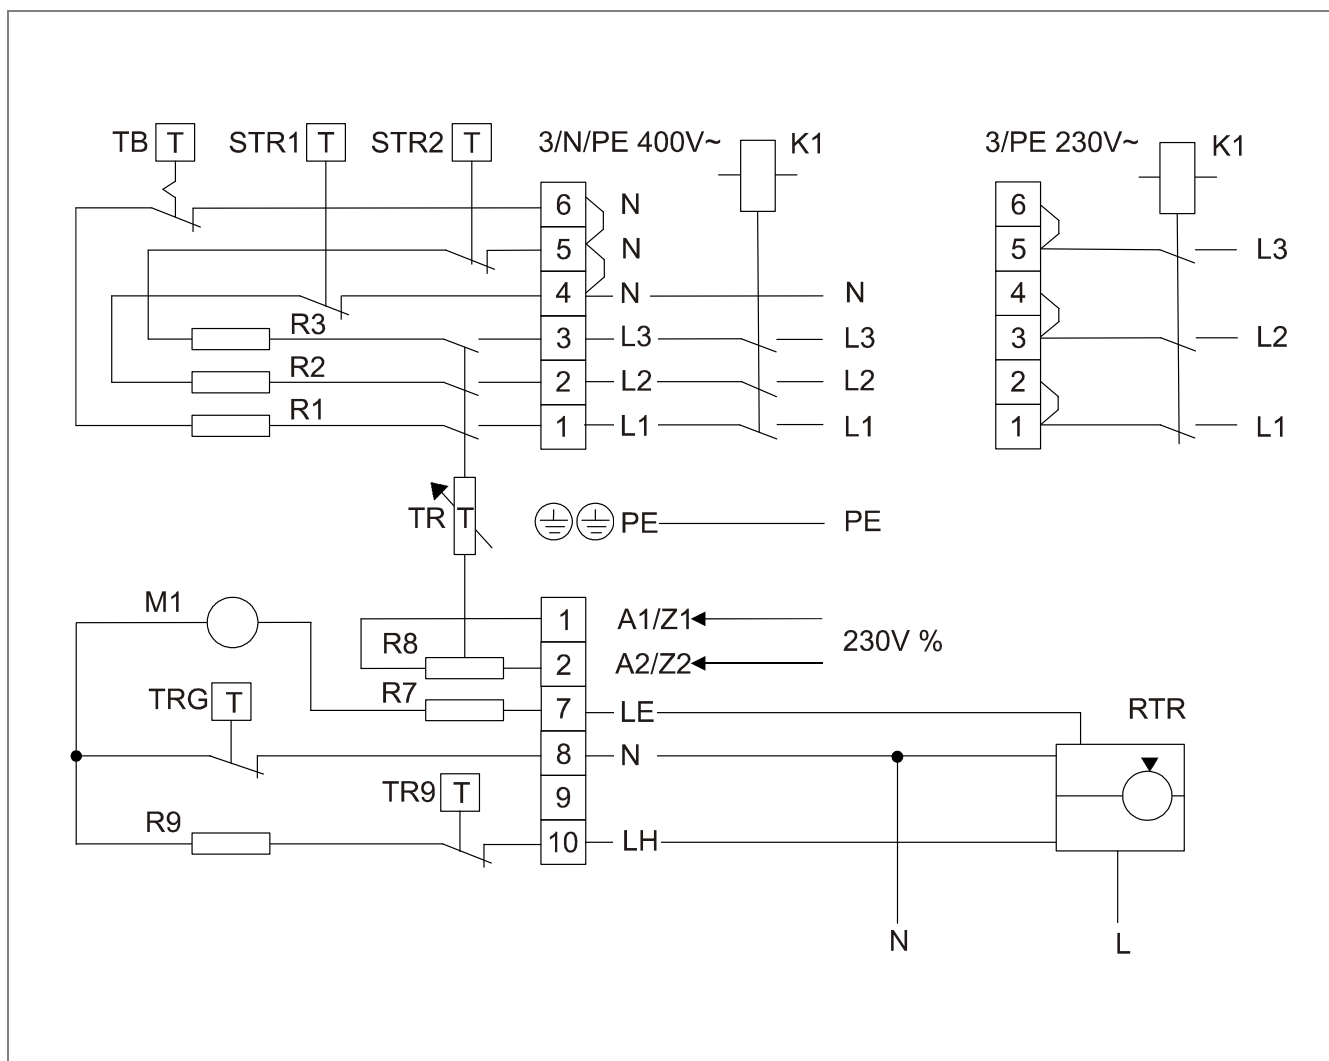 TB T STR1 T STR2 T 3/N/PE 400V~ K1 3/PE 230V~ K1
6 N 6
5 N 5 L3
4 N N 4
R3 3 L3 L3 3 L2
R2 2 L2 L2 2
R1 1 L1 L1 1 L1
TR T PE PE
M1 1 A1/Z1
230V %
R8 2 A2/Z2
R7 7 LE RTR
TRG T
8 N
TR9 T 9
R9 10 LH
N L